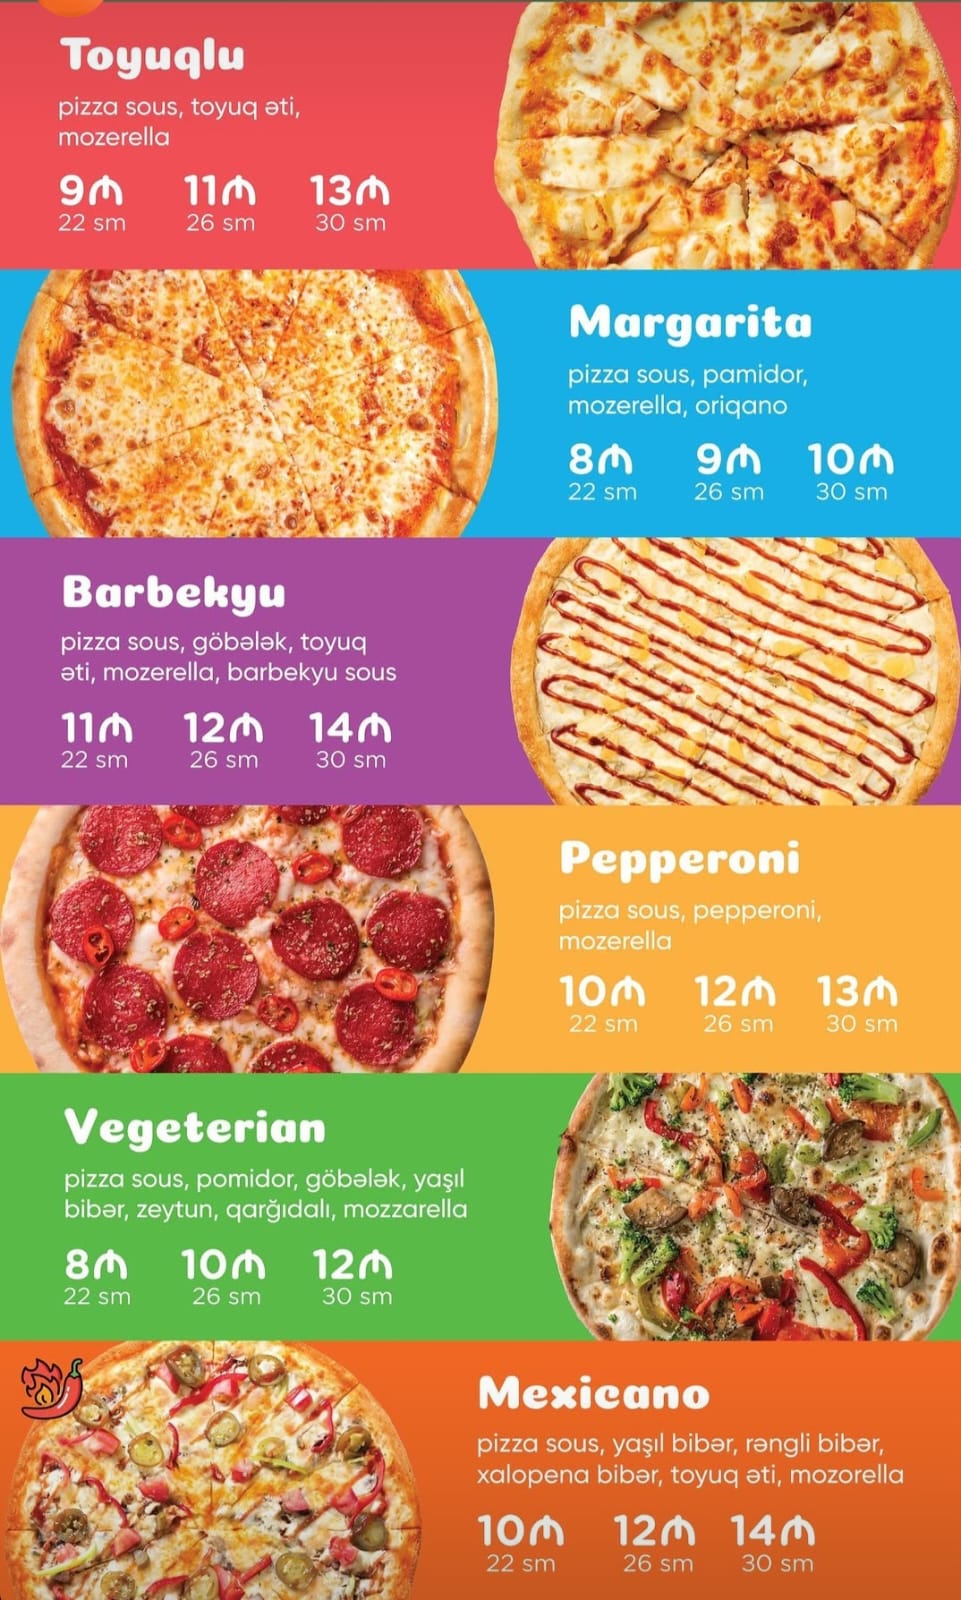 Toyuqlu
pizza sous, toyuq əti,
mozerella
9₼ 11₼ 13₼
22 sm 26 sm 30 sm
Margarita
pizza sous, pamidor,
mozerella, oriqano
8₼ 9₼ 10₼
22 sm 26 sm 30 sm
Barbekyu
pizza sous, göbələk, toyuq
əti, mozerella, barbekyu sous
11₼ 12₼ 14₼
22 sm 26 sm 30 sm
Pepperoni
pizza sous, pepperoni,
mozerella
10₼ 12₼ 13₼
22 sm 26 sm 30 sm
Vegeterian
pizza sous, pomidor, göbələk, yaşıl
bibər, zeytun, qarğıdalı, mozzarella
8₼ 10₼ 12₼
22 sm 26 sm 30 sm
Mexicano
pizza sous, yaşıl bibər, rəngli bibər,
xalopena bibər, toyuq əti, mozorella
10₼ 12₼ 14₼
22 sm 26 sm 30 sm